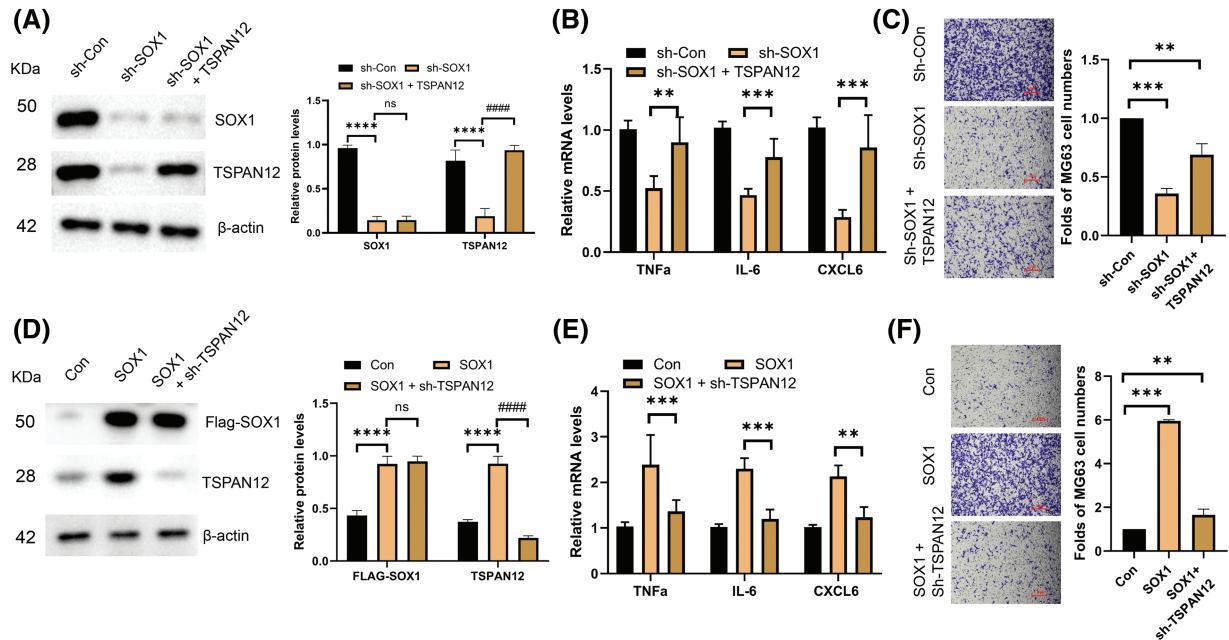 (A)
KDa
sh-Con
sh-SOX1
sh-SOX1
+ TSPAN12
50
SOX1
28
TSPAN12
42
β-actin
sh-Con
sh-SOX1
sh-SOX1 + TSPAN12
Relative protein levels
1.5
1.0
0.5
0.0
****
ns
****
####
SOX1
TSPAN12
(B)
sh-Con
sh-SOX1
sh-SOX1 + TSPAN12
Relative mRNA levels
1.5
1.0
0.5
0.0
**
***
***
TNFa
IL-6
CXCL6
(C)
Sh-COn
Sh-SOX1
Sh-SOX1 +
TSPAN12
Folds of MG63 cell numbers
1.5
1.0
0.5
0.0
**
***
sh-Con
sh-SOX1
sh-SOX1+
TSPAN12
(D)
KDa
Con
SOX1
SOX1
+ sh-TSPAN12
50
Flag-SOX1
28
TSPAN12
42
β-actin
Con
SOX1
SOX1 + sh-TSPAN12
Relative protein levels
1.5
1.0
0.5
0.0
****
ns
****
####
FLAG-SOX1
TSPAN12
(E)
Con
SOX1
SOX1 + sh-TSPAN12
Relative mRNA levels
4
3
2
1
0
***
***
**
TNFa
IL-6
CXCL6
(F)
Con
SOX1
SOX1 +
Sh-TSPAN12
Folds of MG63 cell numbers
8
6
4
2
0
**
***
Con
SOX1
SOX1+
sh-TSPAN12